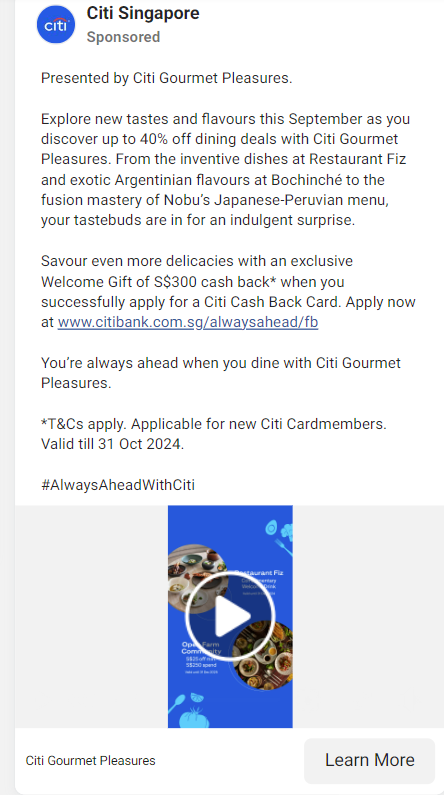 citi
Citi Singapore
Sponsored
Presented by Citi Gourmet Pleasures.
Explore new tastes and flavours this September as you
discover up to 40% off dining deals with Citi Gourmet
Pleasures. From the inventive dishes at Restaurant Fiz
and exotic Argentinian flavours at Bochinché to the
fusion mastery of Nobu’s Japanese-Peruvian menu,
your tastebuds are in for an indulgent surprise.
Savour even more delicacies with an exclusive
Welcome Gift of S$300 cash back* when you
successfully apply for a Citi Cash Back Card. Apply now
at www.citibank.com.sg/alwaysahead/fb
You’re always ahead when you dine with Citi Gourmet
Pleasures.
*T&Cs apply. Applicable for new Citi Cardmembers.
Valid till 31 Oct 2024.
#AlwaysAheadWithCiti
Restaurant Fiz
Drink
Open Farm
Community
S$25 off
S$250 spend
Citi Gourmet Pleasures
Learn More